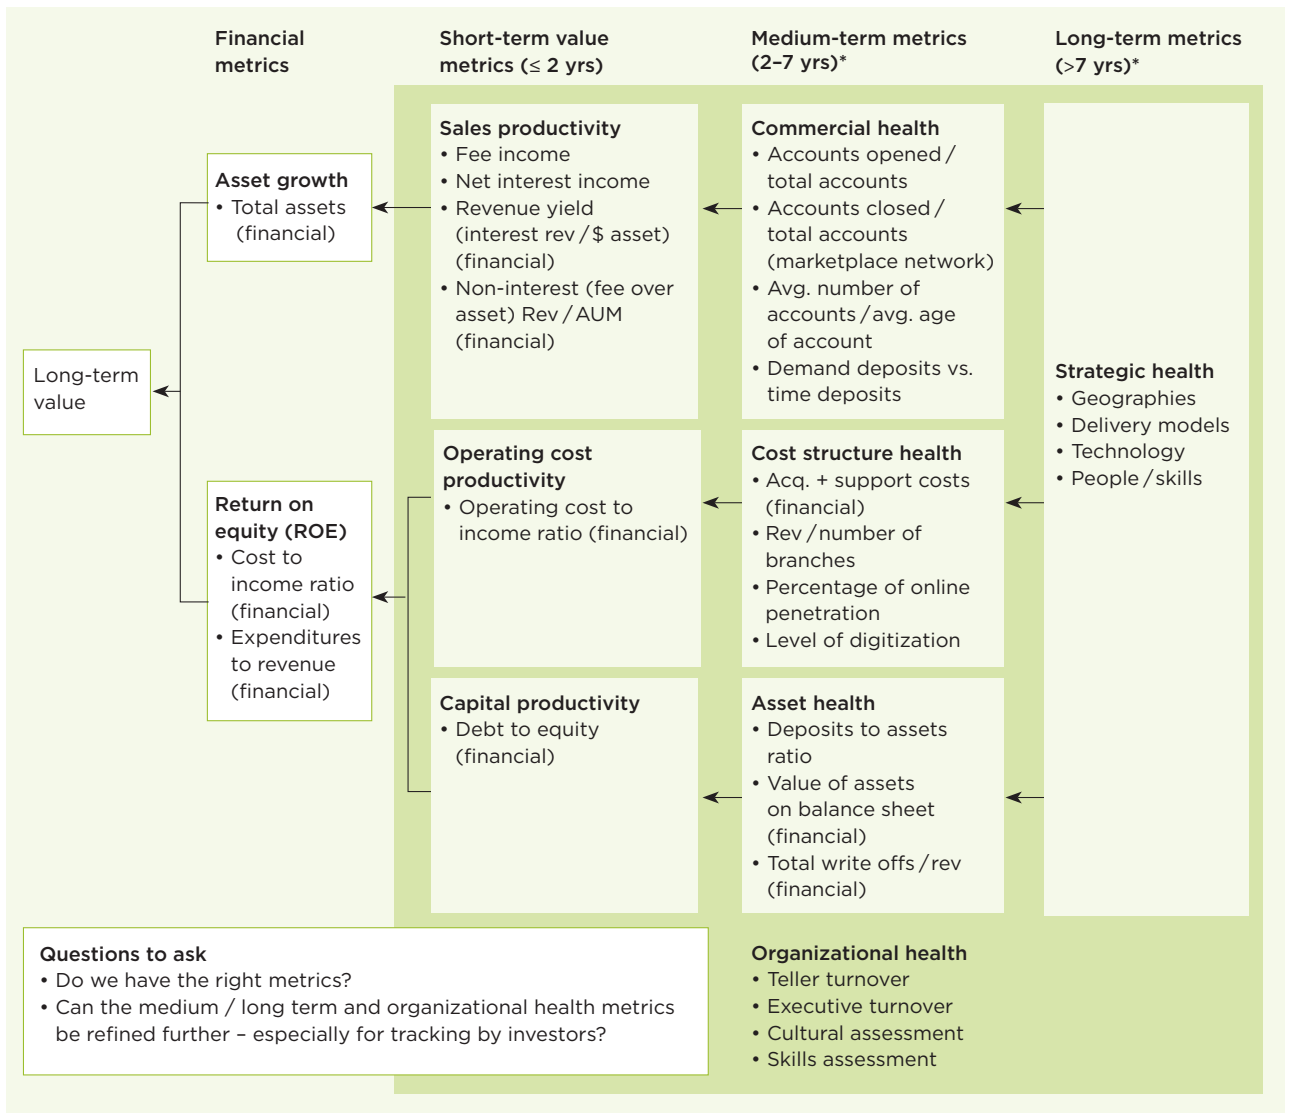 Financial
metrics
Short-term value
metrics (≤ 2 yrs)
Medium-term metrics
(2–7 yrs)*
Long-term metrics
(>7 yrs)*
Long-term
value
Asset growth
• Total assets
(financial)
Return on
equity (ROE)
• Cost to
income ratio
(financial)
• Expenditures
to revenue
(financial)
Sales productivity
• Fee income
• Net interest income
• Revenue yield
(interest rev / $ asset)
(financial)
• Non-interest (fee over
asset) Rev / AUM
(financial)
Operating cost
productivity
• Operating cost to
income ratio (financial)
Capital productivity
• Debt to equity
(financial)
Commercial health
• Accounts opened /
total accounts
• Accounts closed /
total accounts
(marketplace network)
• Avg. number of
accounts / avg. age
of account
• Demand deposits vs.
time deposits
Cost structure health
• Acq. + support costs
(financial)
• Rev / number of
branches
• Percentage of online
penetration
• Level of digitization
Asset health
• Deposits to assets
ratio
• Value of assets
on balance sheet
(financial)
• Total write offs / rev
(financial)
Strategic health
• Geographies
• Delivery models
• Technology
• People / skills
Questions to ask
• Do we have the right metrics?
• Can the medium / long term and organizational health metrics
be refined further – especially for tracking by investors?
Organizational health
• Teller turnover
• Executive turnover
• Cultural assessment
• Skills assessment